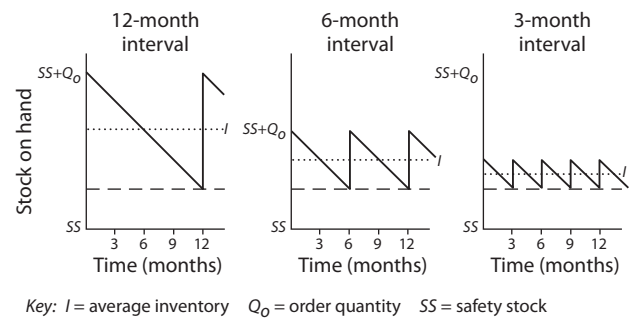 12-month interval
6-month interval
3-month interval
Stock on hand
SS+Qo
I
SS
3 6 9 12
Time (months)
SS+Qo
I
3 6 9 12
Time (months)
SS+Qo
I
SS
3 6 9 12
Time (months)
Key: I = average inventory Qo = order quantity SS = safety stock